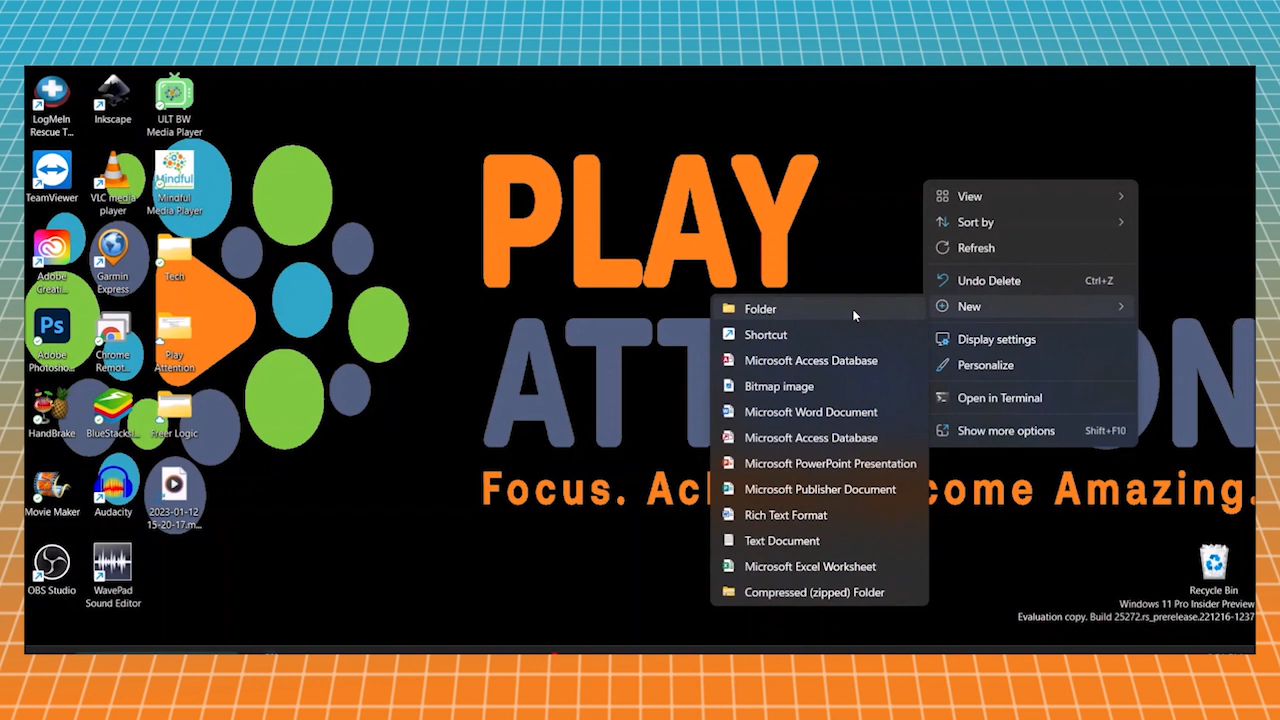 LogMeIn
Rescue T...
Inkscape
ULT BW
Media Player
TeamViewer
VLC media
player
Mindful
Mindful
Media Player
Adobe
Creati...
Garmin
Express
Tech
Ps
Adobe
Photosho...
Chrome
Remot...
Play
Attention
HandBrake
BlueStacks...
Freer Logic
Movie Maker
Audacity
2023-01-12
15-20-17.m...
OBS Studio
WavePad
Sound Editor
PLAY
ATT ON
Focus. Ac come Amazing.
View
Sort by
Refresh
Undo Delete Ctrl+Z
New
Display settings
Personalize
Open in Terminal
Show more options Shift+F10
Folder
Shortcut
Microsoft Access Database
Bitmap image
Microsoft Word Document
Microsoft Access Database
Microsoft PowerPoint Presentation
Microsoft Publisher Document
Rich Text Format
Text Document
Microsoft Excel Worksheet
Compressed (zipped) Folder
Recycle Bin
Windows 11 Pro Insider Preview
Evaluation copy. Build 25272.rs_prerelease.221216-1237